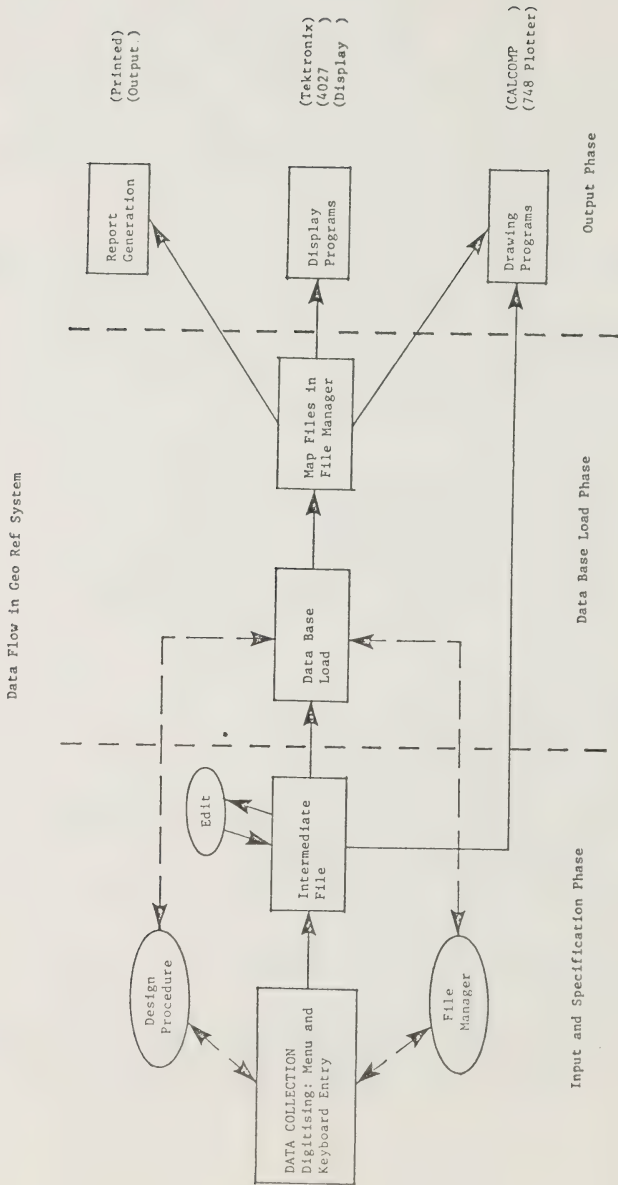 Data Flow in Geo Ref System
DATA COLLECTION
Digitising: Menu and
Keyboard Entry
Design
Procedure
File
Manager
Edit
Intermediate
File
Data Base
Load
Map Files in
File Manager
Report
Generation
(Printed)
(Output.)
Display
Programs
(Tektronix)
(4027 )
(Display )
Drawing
Programs
(CALCOMP )
(748 Plotter)
Input and Specification Phase
Data Base Load Phase
Output Phase